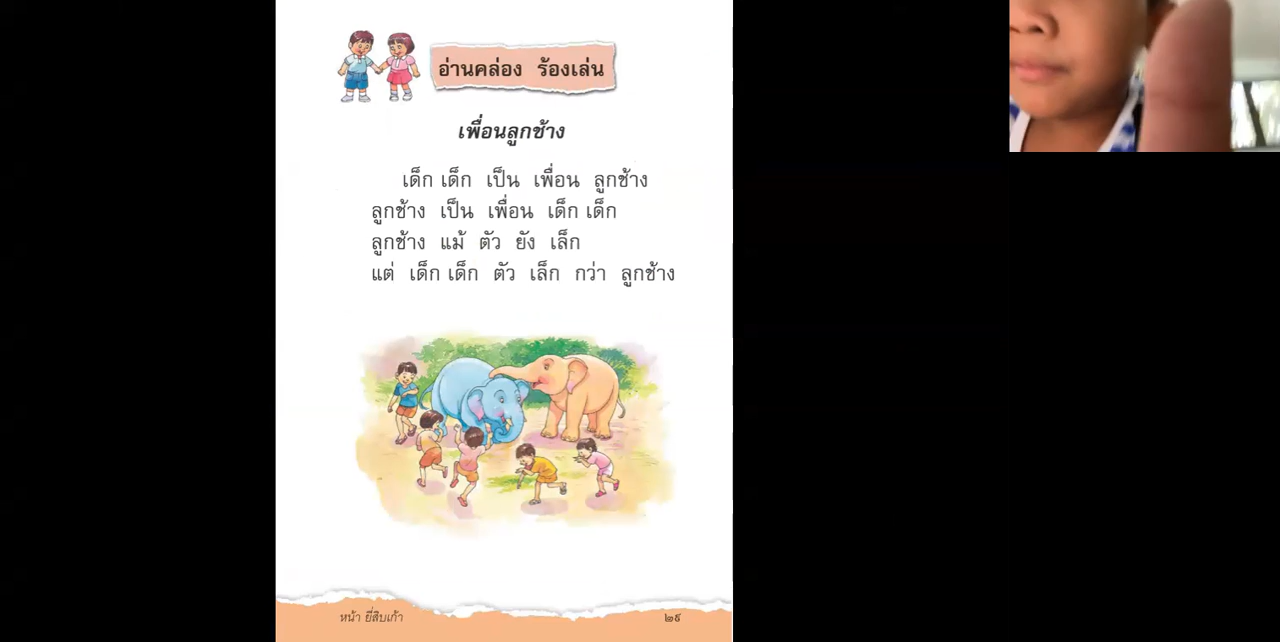 อ่านคล่อง ร้องเล่น
เพื่อนลูกช้าง
เด็ก เด็ก เป็น เพื่อน ลูกช้าง
ลูกช้าง เป็น เพื่อน เด็ก เด็ก
ลูกช้าง แม้ ตัว ยัง เล็ก
แต่ เด็ก เด็ก ตัว เล็ก กว่า ลูกช้าง
หน้า ยี่สิบเก้า
๒๙